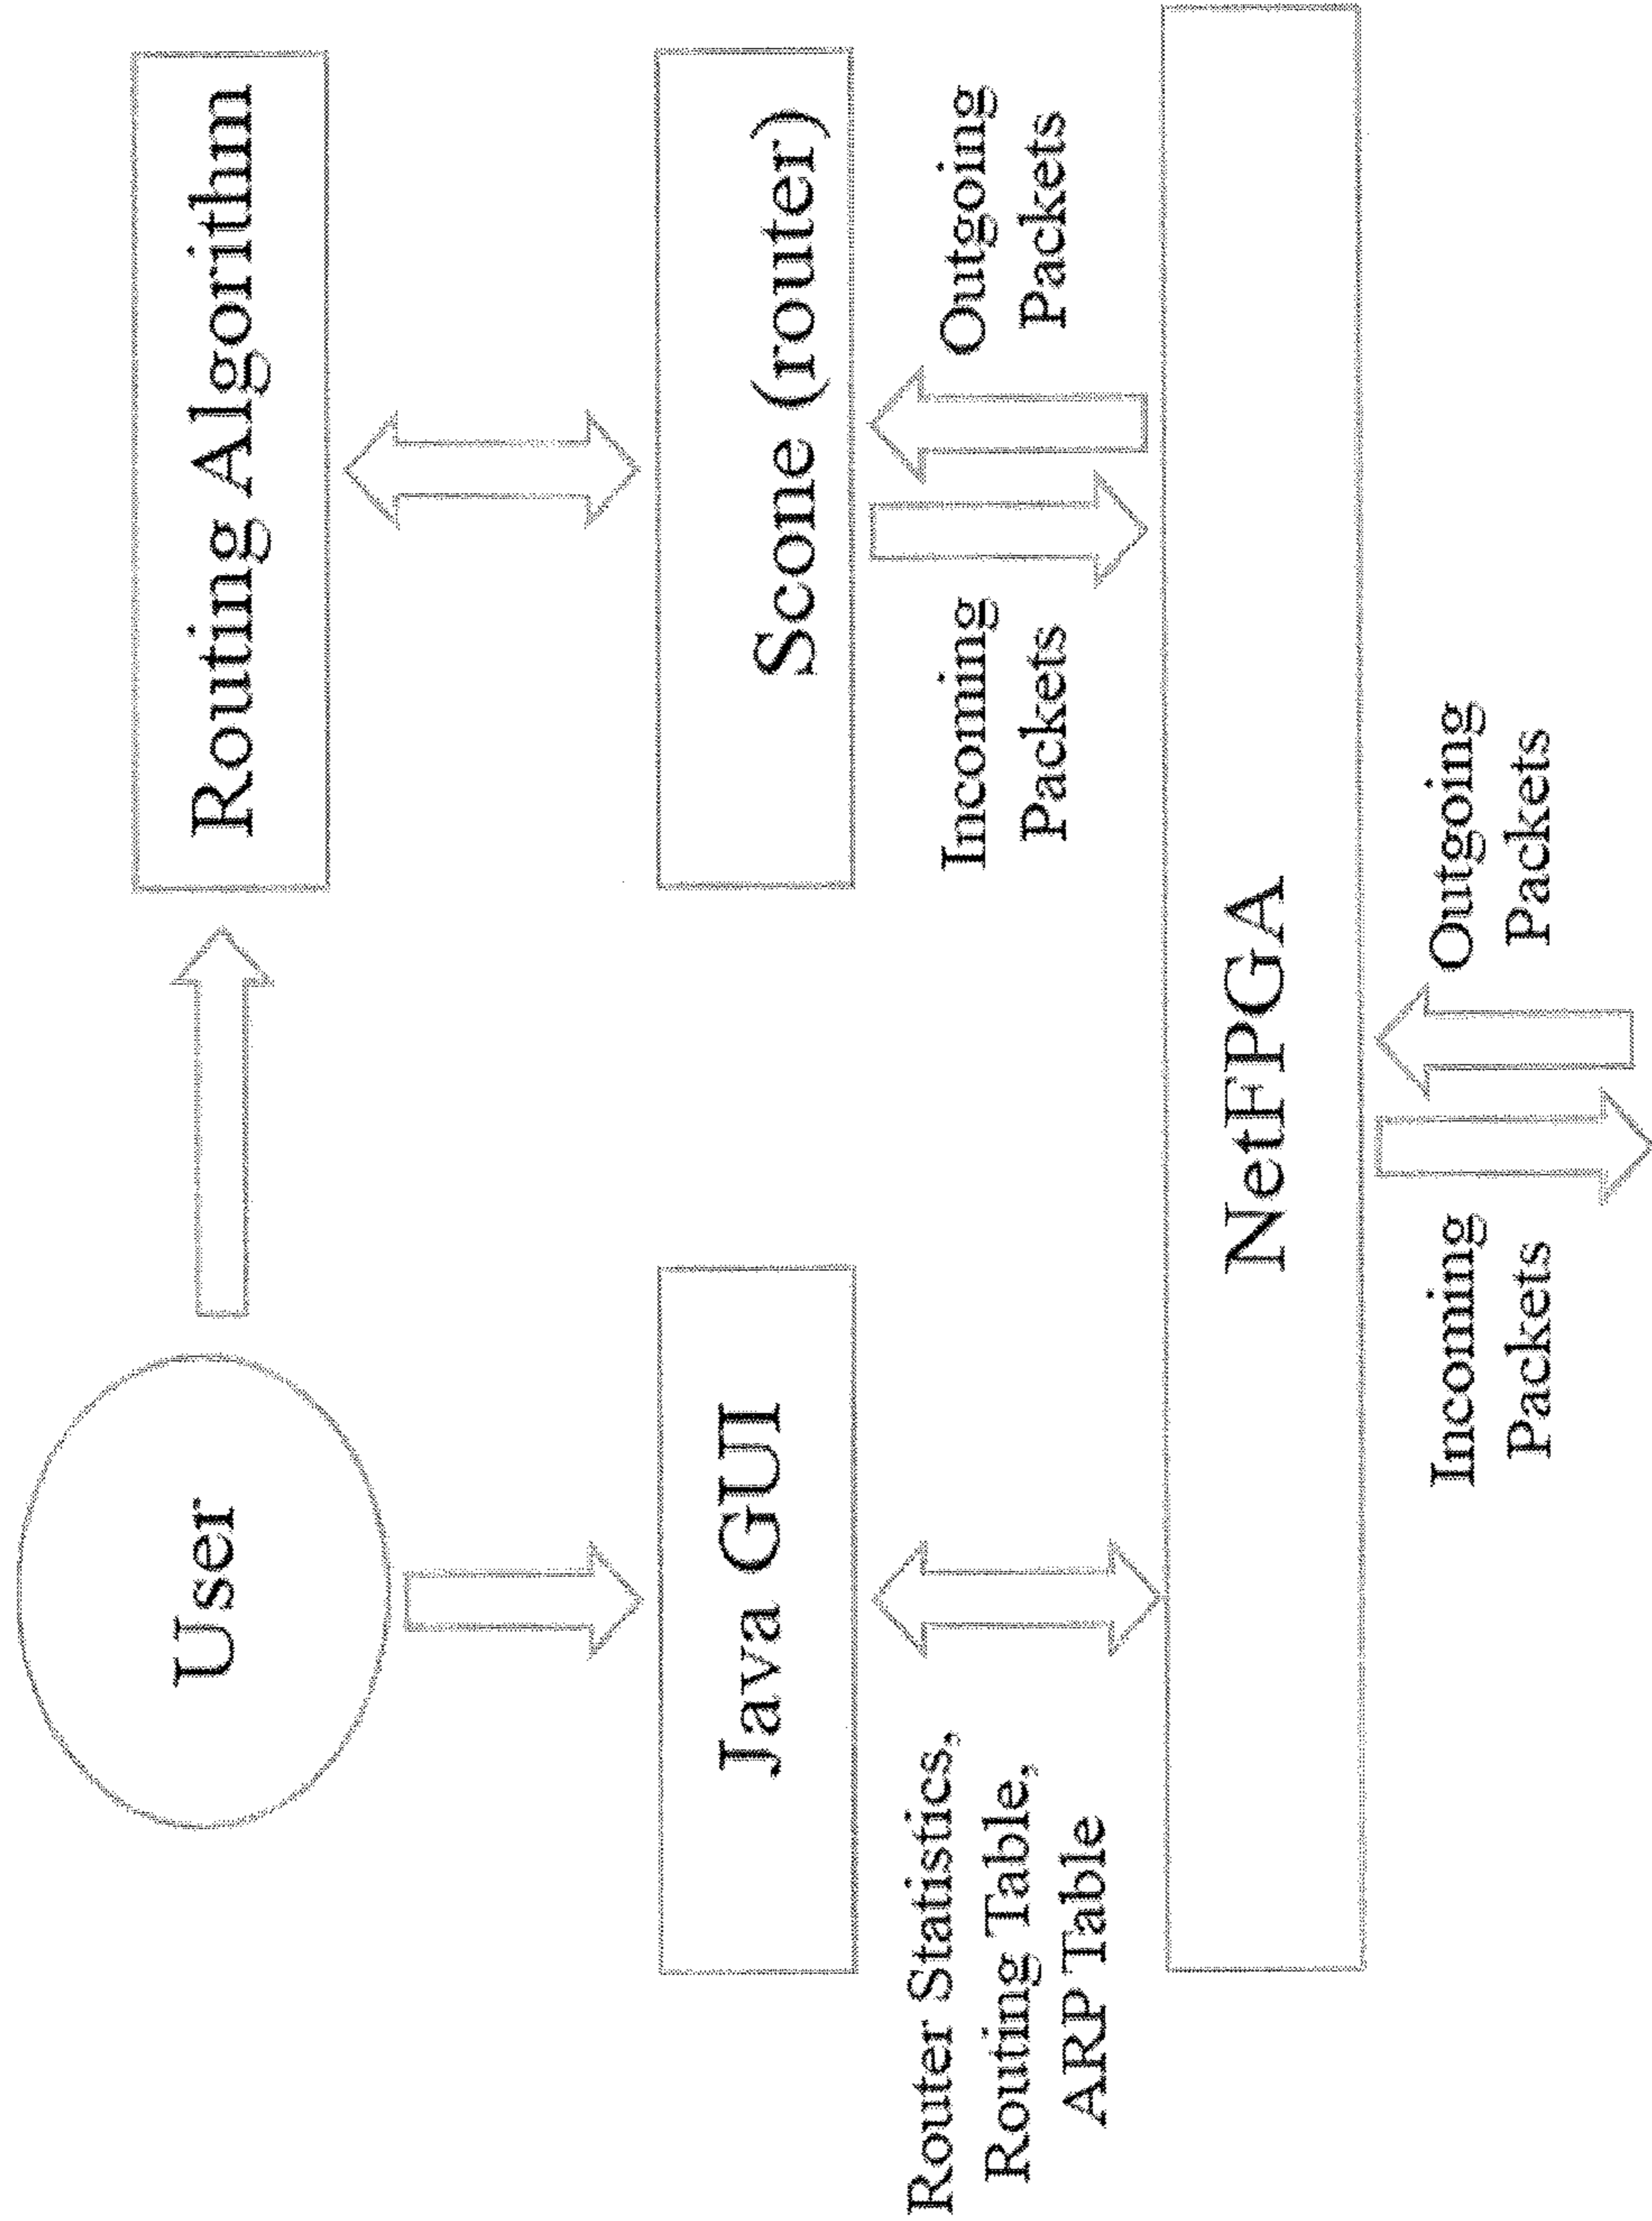 User
Routing Algorithm
Java GUI
Scone (router)
Router Statistics,
Routing Table,
ARP Table
Incoming
Packets
Outgoing
Packets
NetFPGA
Incoming
Packets
Outgoing
Packets